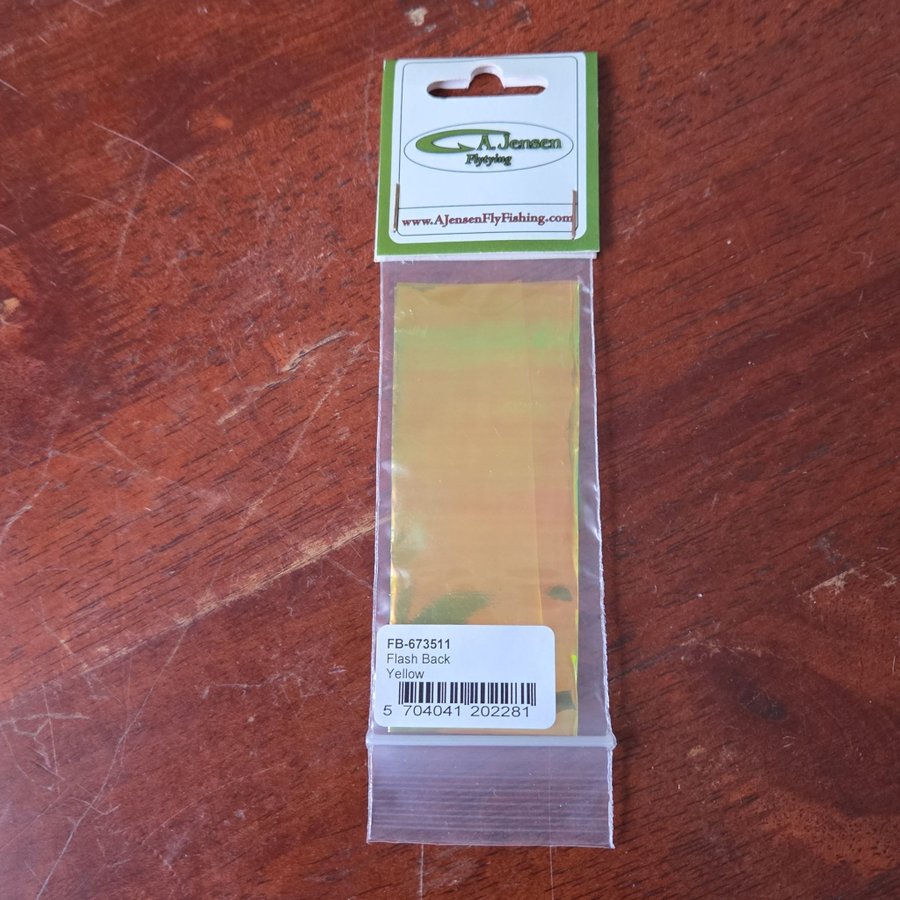 A. Jensen
Flytying
www.AJensenFlyFishing.com
FB-673511
Flash Back
Yellow
5 704041 202281